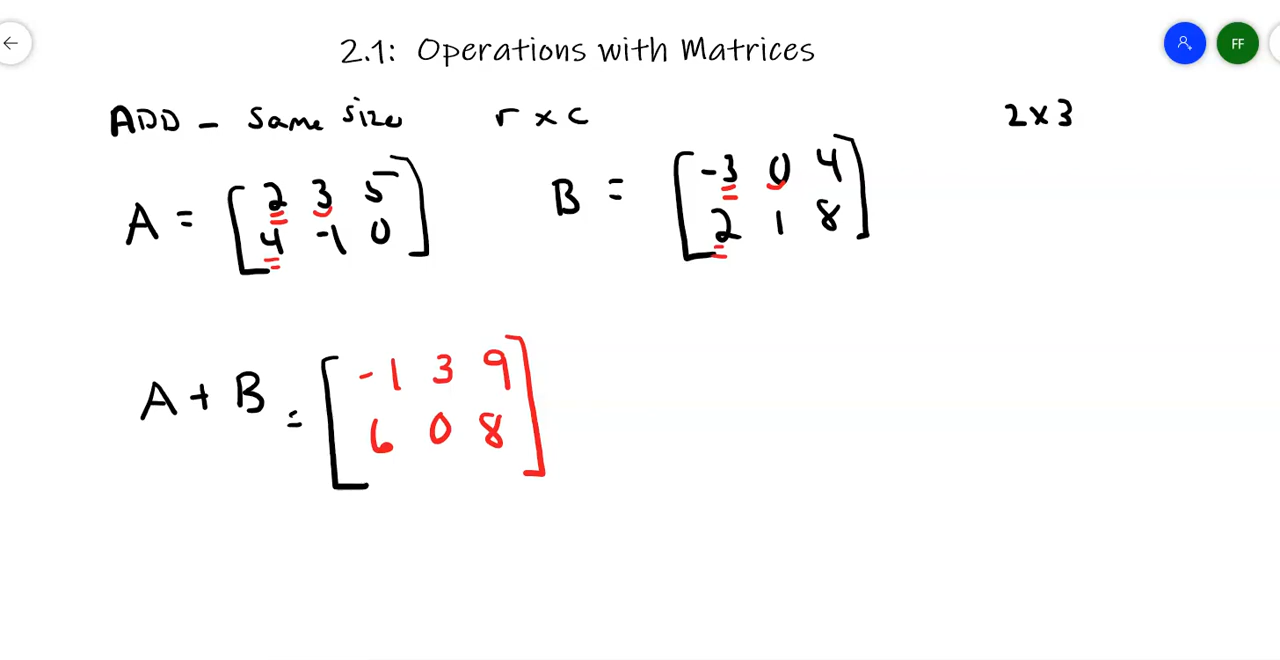 2.1: Operations with Matrices
FF
ADD - Same size r x c 2x3
A = [2 3 5
4 -1 0]
B = [-3 0 4
2 1 8]
A + B = [-1 3 9
6 0 8]